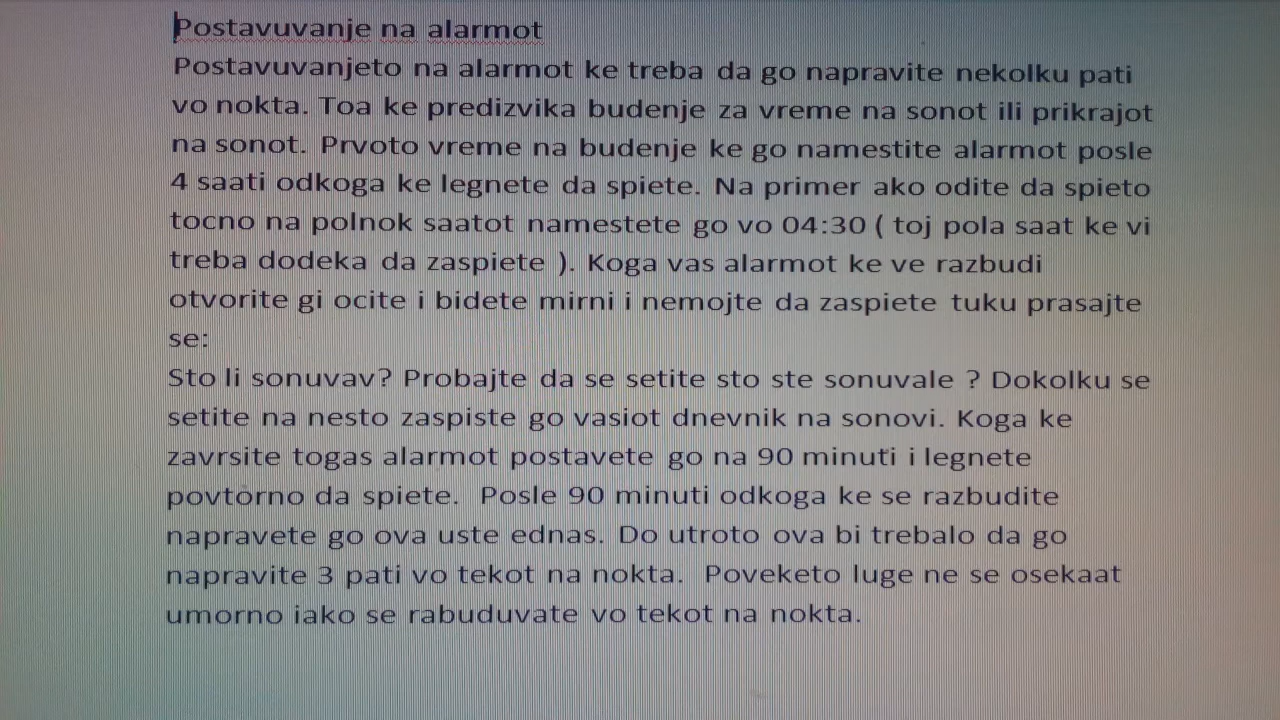 Postavuvanje na alarmot
Postavuvanjeto na alarmot ke treba da go napravite nekolku pati
vo nokta. Toa ke predizvika budenje za vreme na sonot ili prikrajot
na sonot. Prvoto vreme na budenje ke go namestite alarmot posle
4 saati odkoga ke legnete da spiete. Na primer ako odite da spieto
tocno na polnok saatot namestete go vo 04:30 ( toj pola saat ke vi
treba dodeka da zaspiete ). Koga vas alarmot ke ve razbudi
otvorite gi ocite i bidete mirni i nemojte da zaspiete tuku prasajte
se:
Sto li sonuvav? Probajte da se setite sto ste sonuvale ? Dokolku se
setite na nesto zaspiste go vasiot dnevnik na sonovi. Koga ke
zavrsite togas alarmot postavete go na 90 minuti i legnete
povtorno da spiete. Posle 90 minuti odkoga ke se razbudite
napravete go ova uste ednas. Do utroto ova bi trebalo da go
napravite 3 pati vo tekot na nokta. Poveketo luge ne se osekaat
umorno iako se rabuduvate vo tekot na nokta.